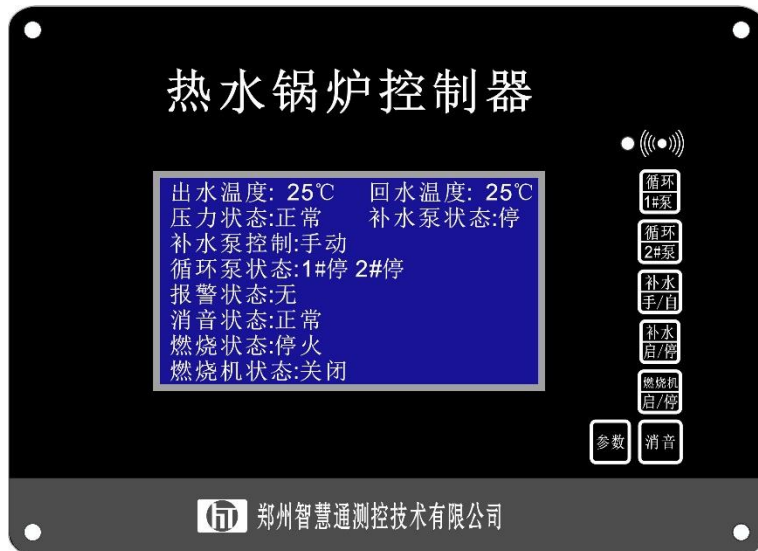 热水锅炉控制器
出水温度: 25℃ 回水温度: 25℃
压力状态:正常 补水泵状态:停
补水泵控制:手动
循环泵状态:1#停 2#停
报警状态:无
消音状态:正常
燃烧状态:停火
燃烧机状态:关闭
循环
1#泵
循环
2#泵
补水
手/自
补水
启/停
燃烧机
启/停
参数 消音
郑州智慧通测控技术有限公司